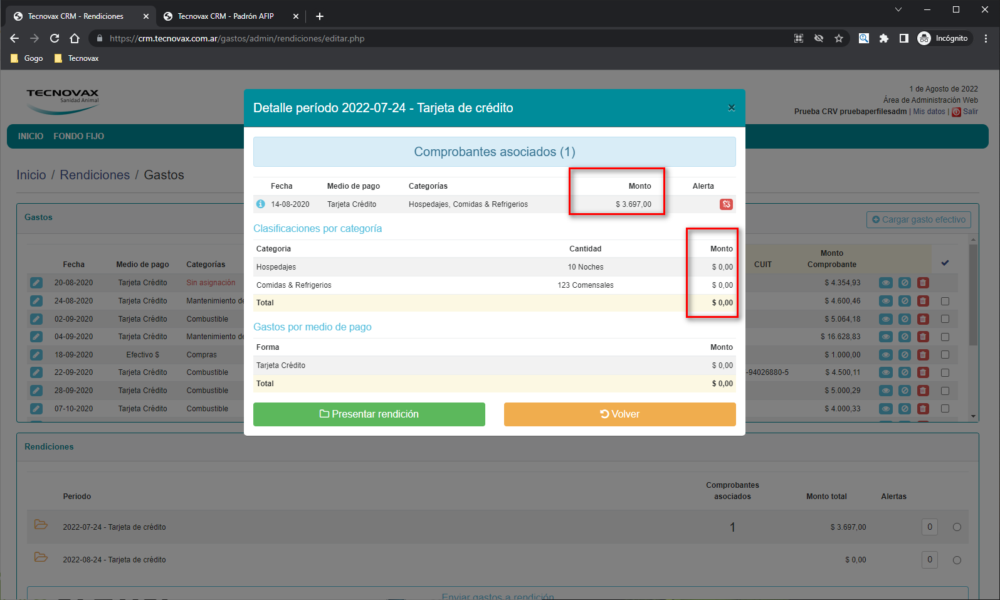 Tecnovax CRM - Rendiciones
Tecnovax CRM - Padrón AFIP
https://crm.tecnovax.com.ar/gastos/admin/rendiciones/editar.php
Incógnito
Gogo
Tecnovax
TECNOVAX
Sanidad Animal
1 de Agosto de 2022
Área de Administración Web
Prueba CRV pruebaperfilesadm | Mis datos | Salir
INICIO FONDO FIJO
Inicio / Rendiciones / Gastos
Detalle período 2022-07-24 - Tarjeta de crédito
Comprobantes asociados (1)
Fecha Medio de pago Categorías Monto Alerta
14-08-2020 Tarjeta Crédito Hospedajes, Comidas & Refrigerios $ 3.697,00
Clasificaciones por categoría
Categoria Cantidad Monto
Hospedajes 10 Noches $ 0,00
Comidas & Refrigerios 123 Comensales $ 0,00
Total $ 0,00
Gastos por medio de pago
Forma Monto
Tarjeta Crédito $ 0,00
Total $ 0,00
Presentar rendición
Volver
Gastos
Cargar gasto efectivo
Fecha Medio de pago Categorías CUIT Monto Comprobante
20-08-2020 Tarjeta Crédito Sin asignación $ 4.354,93
24-08-2020 Tarjeta Crédito Mantenimiento de $ 4.600,46
02-09-2020 Tarjeta Crédito Combustible $ 5.064,18
04-09-2020 Tarjeta Crédito Mantenimiento de $ 16.628,83
18-09-2020 Efectivo $ Compras $ 1.000,00
22-09-2020 Tarjeta Crédito Combustible -94026880-5 $ 4.500,11
28-09-2020 Tarjeta Crédito Combustible $ 5.000,29
07-10-2020 Tarjeta Crédito Combustible $ 4.000,33
Rendiciones
Periodo Comprobantes asociados Monto total Alertas
2022-07-24 - Tarjeta de crédito 1 $ 3.697,00 0
2022-08-24 - Tarjeta de crédito $ 0,00 0
Enviar gastos a rendición